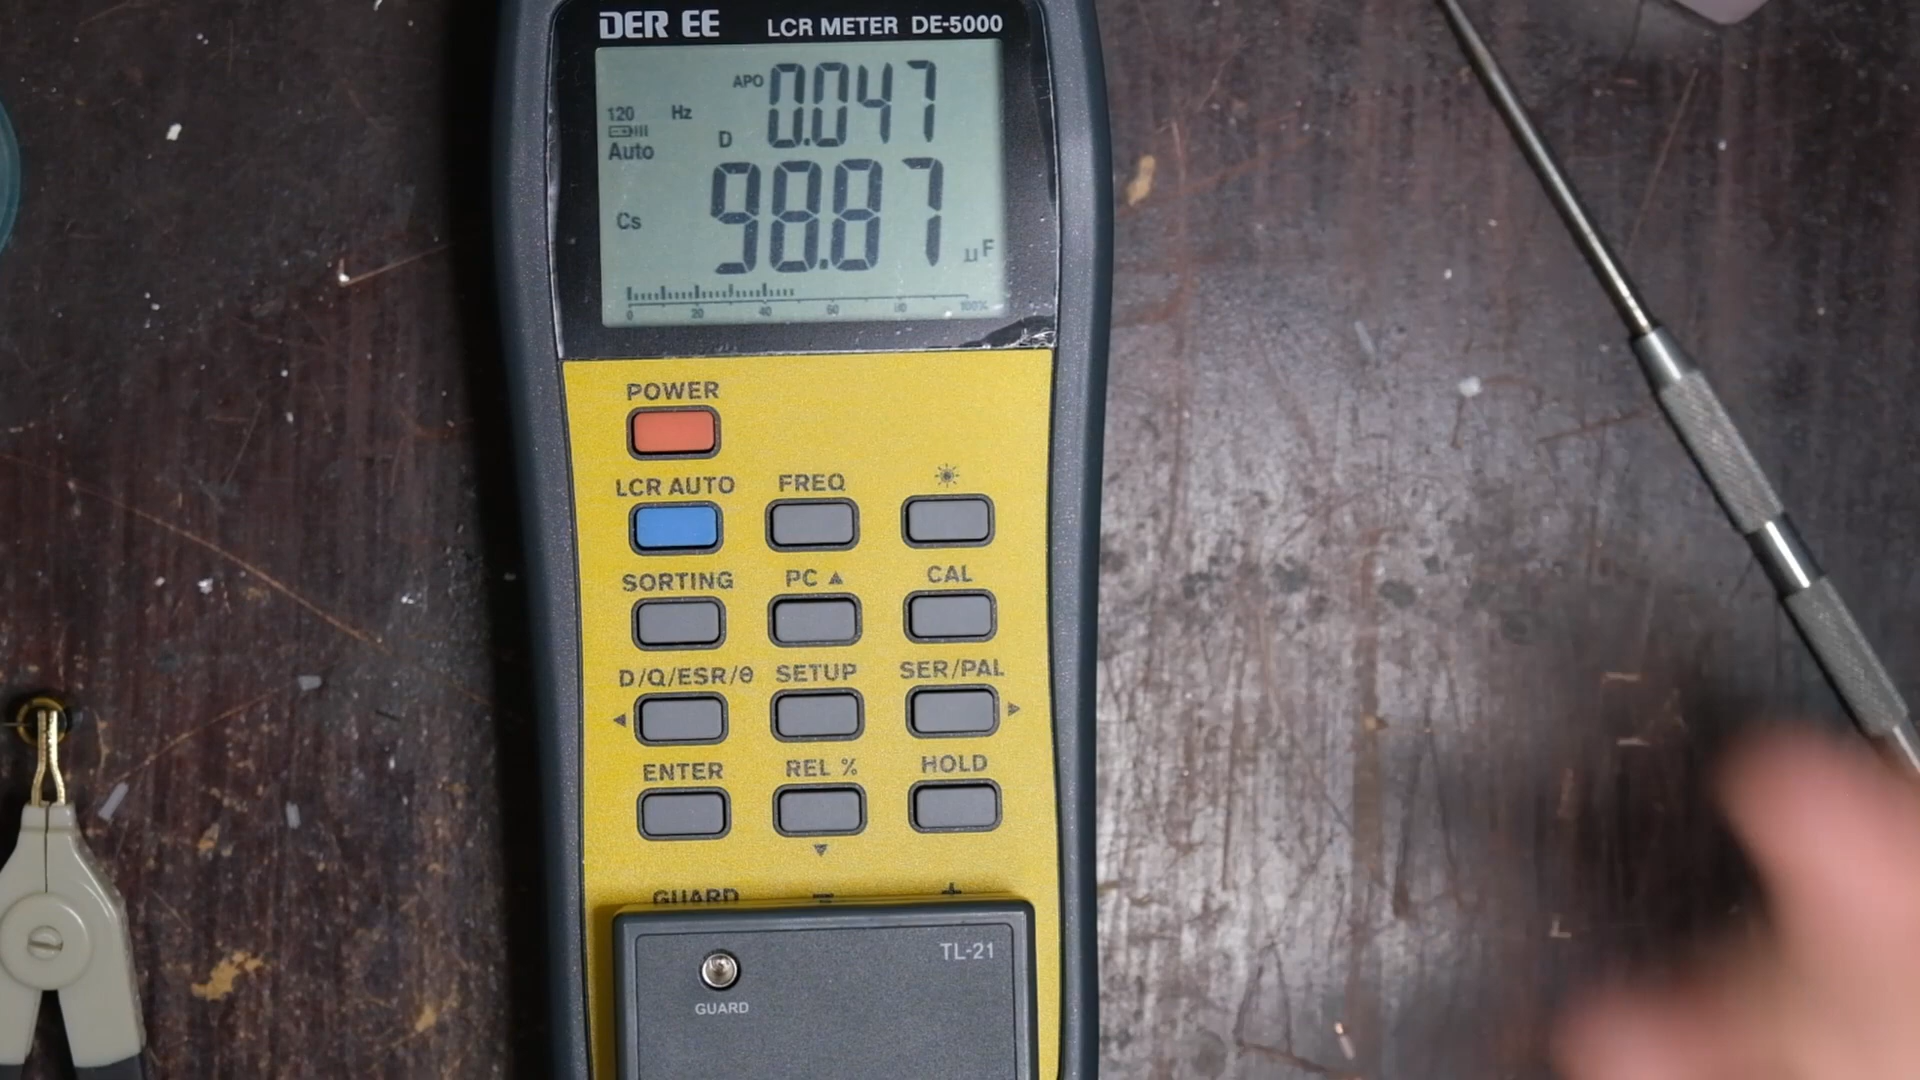 DER EE LCR METER DE-5000
APO 0.047
120 Hz
D
Auto
98.87
Cs
µF
0 20 40 60 80 100%
POWER
LCR AUTO FREQ
SORTING PC ▲ CAL
D/Q/ESR/θ SETUP SER/PAL
◀ ▶
ENTER REL % HOLD
▼
GUARD − +
TL-21
GUARD